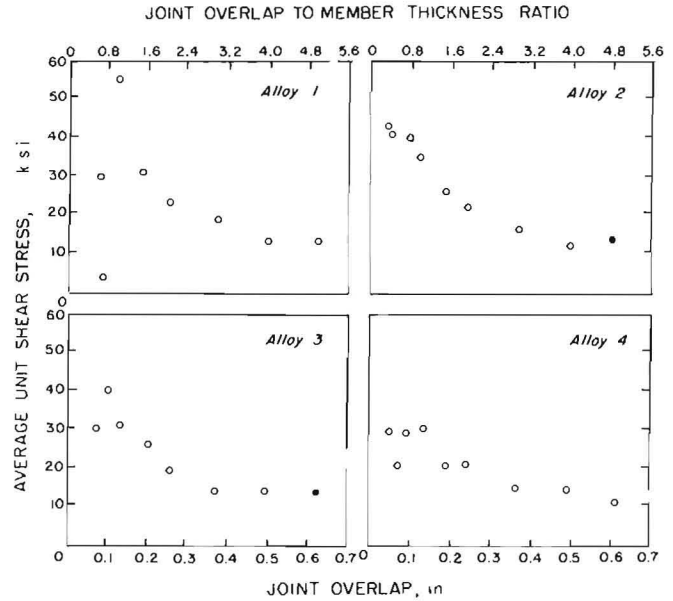 JOINT OVERLAP TO MEMBER THICKNESS RATIO
0 0.8 1.6 2.4 3.2 4.0 4.8 5.6
0 0.8 1.6 2.4 3.2 4.0 4.8 5.6
60
50
40
30
20
10
0
Alloy 1
Alloy 2
AVERAGE UNIT SHEAR STRESS, ksi
60
50
40
30
20
10
Alloy 3
Alloy 4
0 0.1 0.2 0.3 0.4 0.5 0.6 0.7
0 0.1 0.2 0.3 0.4 0.5 0.6 0.7
JOINT OVERLAP, in